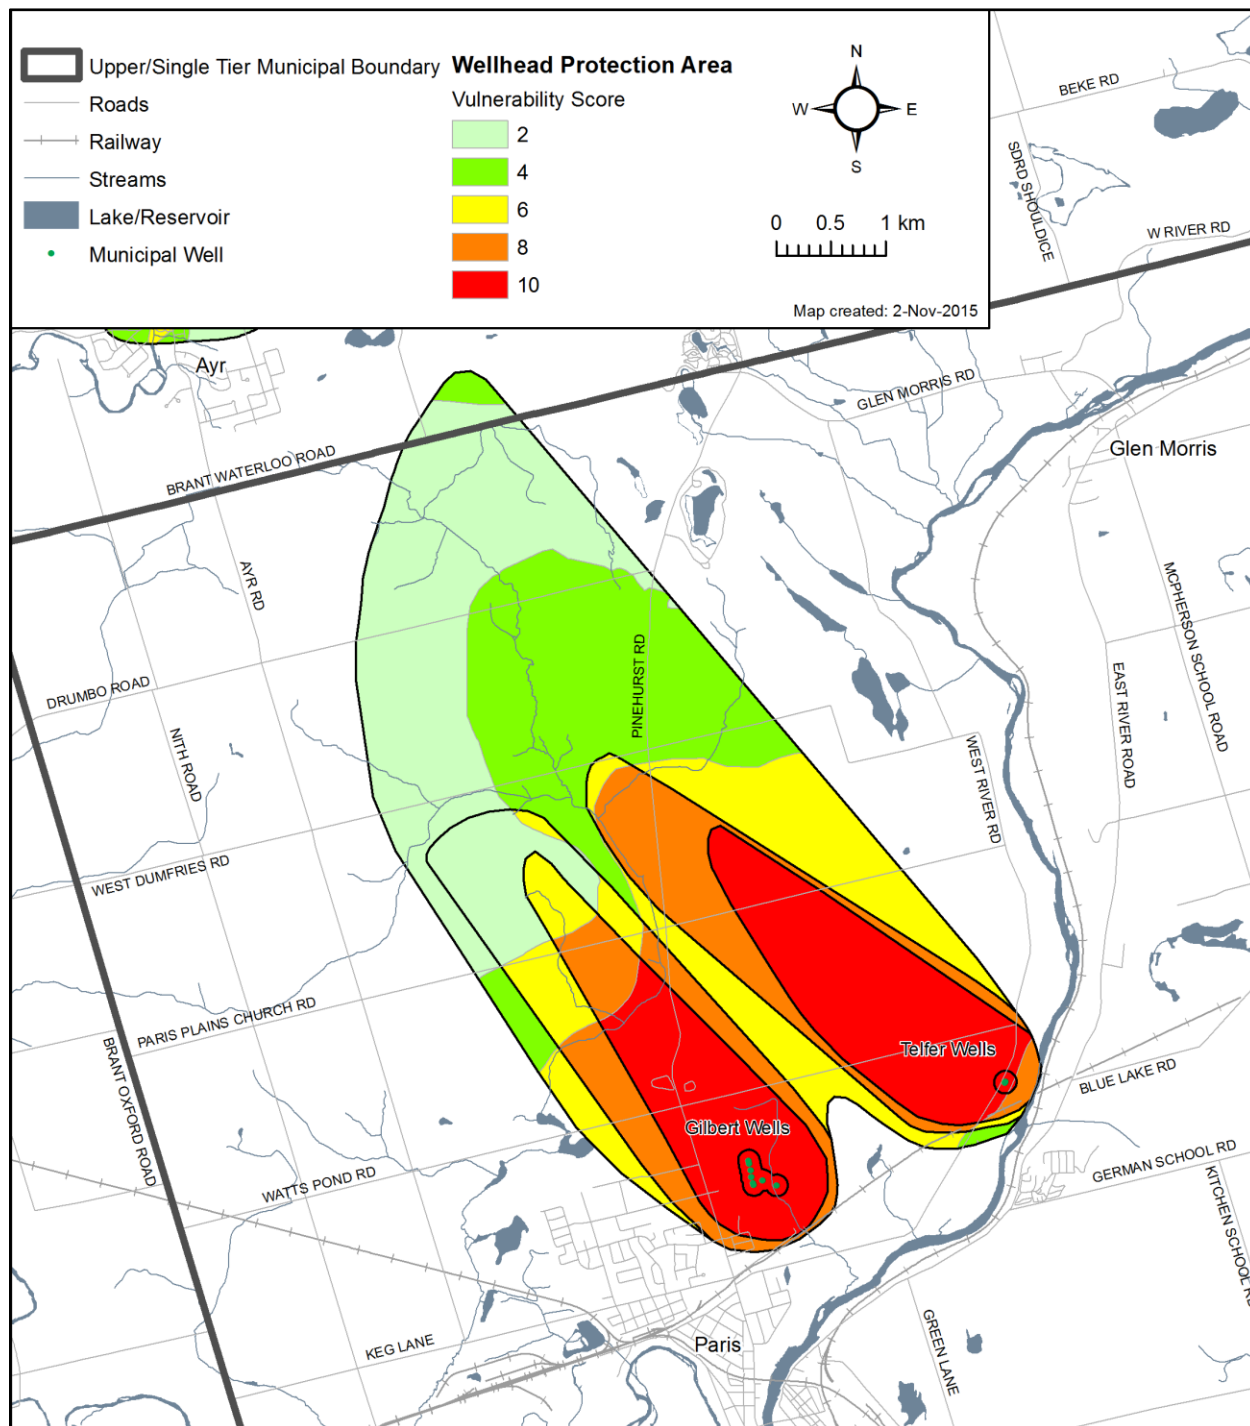 Upper/Single Tier Municipal Boundary
Roads
Railway
Streams
Lake/Reservoir
Municipal Well
Wellhead Protection Area
Vulnerability Score
2
4
6
8
10
N
W
E
S
0 0.5 1 km
Map created: 2-Nov-2015
BEKE RD
SDRD SHOULDICE
W RIVER RD
Ayr
GLEN MORRIS RD
Glen Morris
BRANT WATERLOO ROAD
AYR RD
MCPHERSON SCHOOL ROAD
PINEHURST RD
EAST RIVER ROAD
DRUMBO ROAD
NITH ROAD
WEST RIVER RD
WEST DUMFRIES RD
PARIS PLAINS CHURCH RD
BRANT OXFORD ROAD
Telfer Wells
BLUE LAKE RD
Gilbert Wells
WATTS POND RD
GERMAN SCHOOL RD
KITCHEN SCHOOL RD
KEG LANE
Paris
GREEN LANE